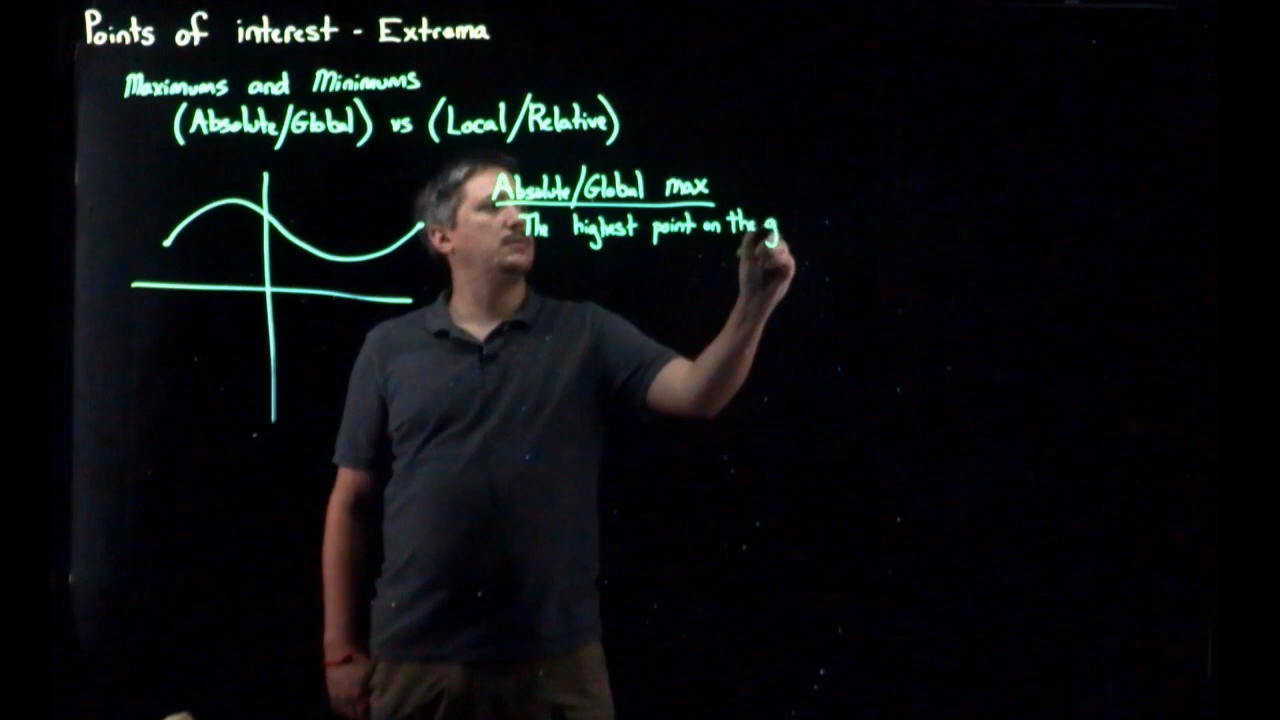 Points of interest - Extrema
Maximums and Minimums
(Absolute/Global) vs (Local/Relative)
Absolute/Global max
The highest point on the g